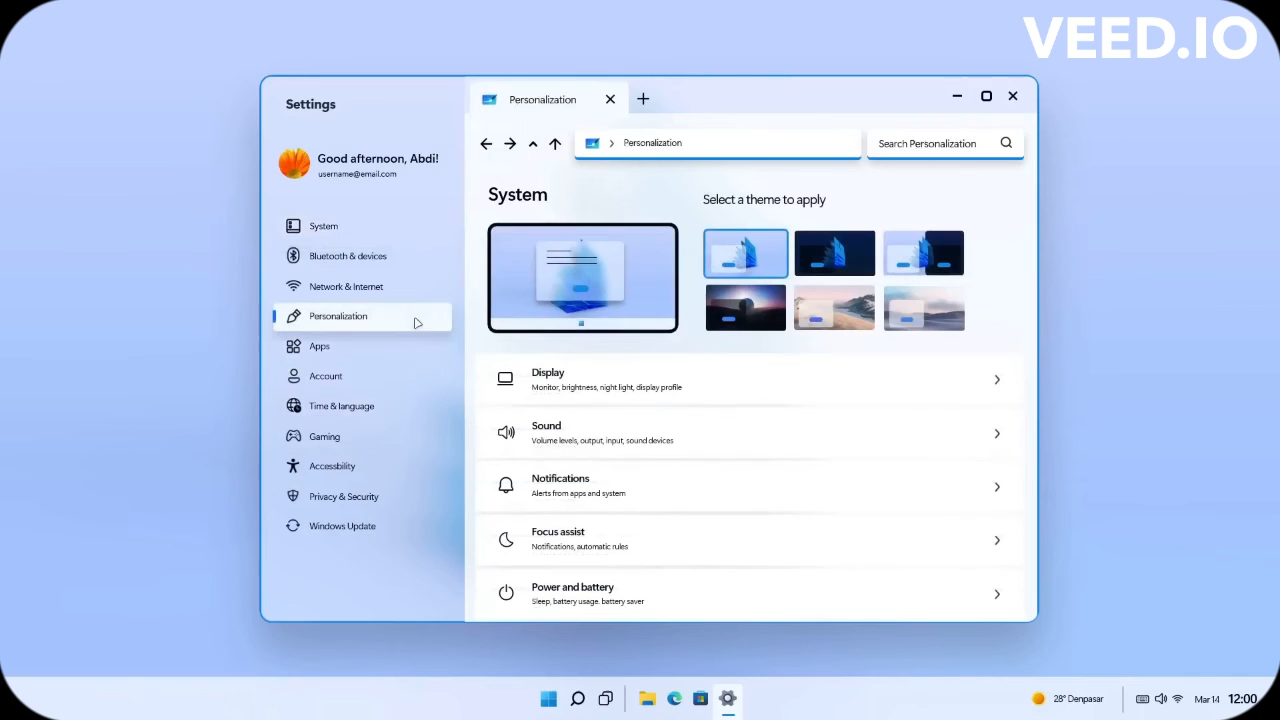 VEED.IO
Settings
Personalization
Good afternoon, Abdi!
username@email.com
Personalization
Search Personalization
System
Bluetooth & devices
Network & Internet
Personalization
Apps
Account
Time & language
Gaming
Accessbility
Privacy & Security
Windows Update
System
Select a theme to apply
Display
Monitor, brightness, night light, display profile
Sound
Volume levels, output, input, sound devices
Notifications
Alerts from apps and system
Focus assist
Notifications, automatic rules
Power and battery
Sleep, battery usage, battery saver
28° Denpasar
Mar 14
12:00